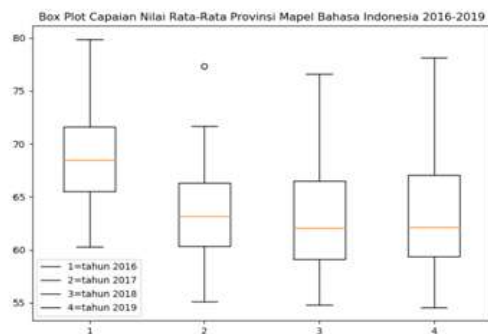 Box Plot Capaian Nilai Rata-Rata Provinsi Mapel Bahasa Indonesia 2016-2019
80
75
70
65
60
55
1=tahun 2016
2=tahun 2017
3=tahun 2018
4=tahun 2019
1 2 3 4